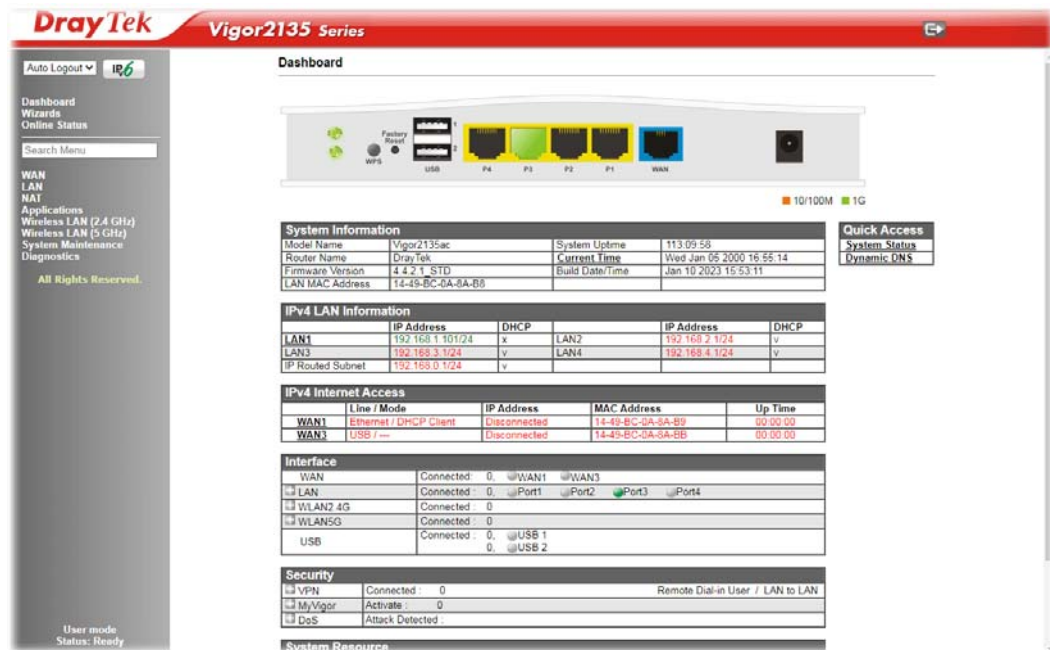 DrayTek
Vigor2135 Series
Auto Logout
IPv6
Dashboard
Wizards
Online Status
Search Menu
WAN
LAN
NAT
Applications
Wireless LAN (2.4 GHz)
Wireless LAN (5 GHz)
System Maintenance
Diagnostics
All Rights Reserved.
User mode
Status: Ready
Dashboard
Factory Reset
WPS
1
2
USB
P4 P3 P2 P1 WAN
10/100M 1G
System Information
Model Name Vigor2135ac System Uptime 113:09:58
Router Name DrayTek Current Time Wed Jan 05 2000 16:55:14
Firmware Version 4.4.2.1_STD Build Date/Time Jan 10 2023 15:53:11
LAN MAC Address 14-49-BC-0A-8A-B8
Quick Access
System Status
Dynamic DNS
IPv4 LAN Information
IP Address DHCP IP Address DHCP
LAN1 192.168.1.101/24 x LAN2 192.168.2.1/24 v
LAN3 192.168.3.1/24 v LAN4 192.168.4.1/24 v
IP Routed Subnet 192.168.0.1/24 v
IPv4 Internet Access
Line / Mode IP Address MAC Address Up Time
WAN1 Ethernet / DHCP Client Disconnected 14-49-BC-0A-8A-B9 00:00:00
WAN3 USB / --- Disconnected 14-49-BC-0A-8A-BB 00:00:00
Interface
WAN Connected: 0, WAN1 WAN3
LAN Connected : 0, Port1 Port2 Port3 Port4
WLAN2.4G Connected : 0
WLAN5G Connected : 0
USB Connected : 0, USB 1
0, USB 2
Security
VPN Connected : 0 Remote Dial-in User / LAN to LAN
MyVigor Activate : 0
DoS Attack Detected :
System Resource